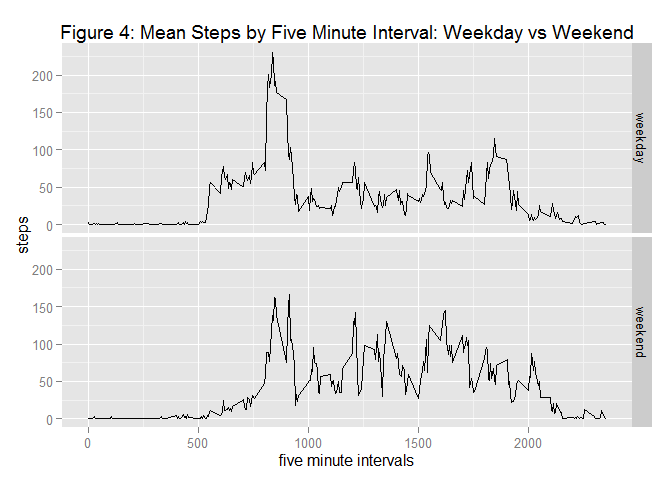 Figure 4: Mean Steps by Five Minute Interval: Weekday vs Weekend
steps
200
150
100
50
0
weekday
200
150
100
50
0
weekend
0 500 1000 1500 2000
five minute intervals